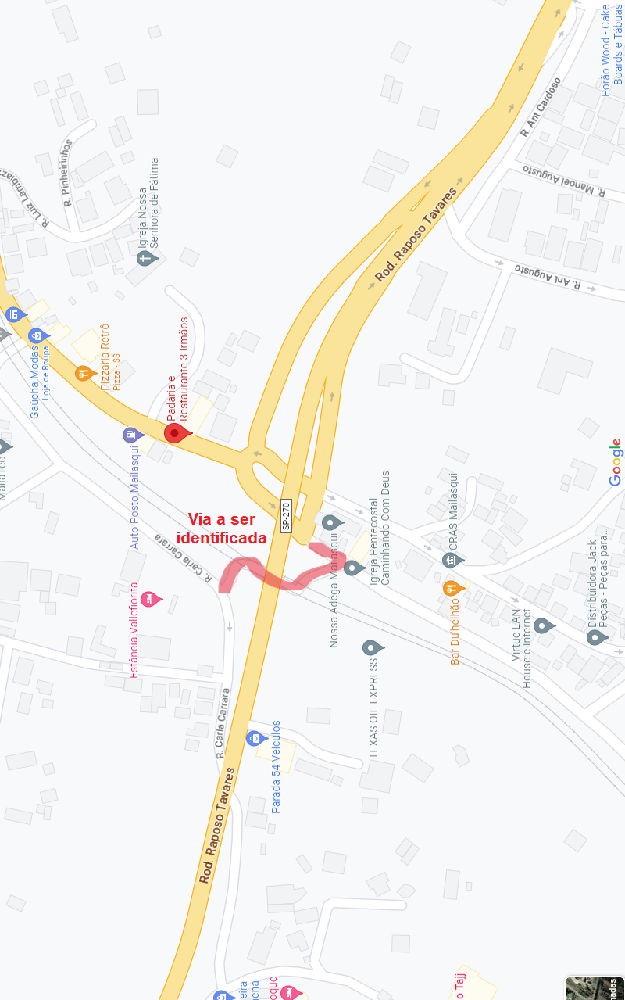 Porão Wood - Cake
Boards e Tábuas
R. Ant Cardoso
R. Manoel Augusto
R. Pinheirinhos
R. Luiz Lambiazi
Igreja Nossa
Senhora de Fátima
Rod. Raposo Tavares
R. Ant Augusto
Gaúcha Modas
Loja de Roupa
Pizzaria Retrô
Pizza • $$
Padaria e
Restaurante 3 Irmãos
Auto Posto Mailasqui
Google
SP-270
Via a ser
identificada
R. Carla Carrara
Estância Vallefiorita
Nossa Adega Mailasqui
Igreja Pentecostal
Caminhando Com Deus
CRAS Mailasqui
Bar Du'helhão
Virtue LAN
House e Internet
Distribuidora Jack
Peças - Peças para...
TEXAS OIL EXPRESS
R. Carla Carrara
Parada 54 Veiculos
Rod. Raposo Tavares